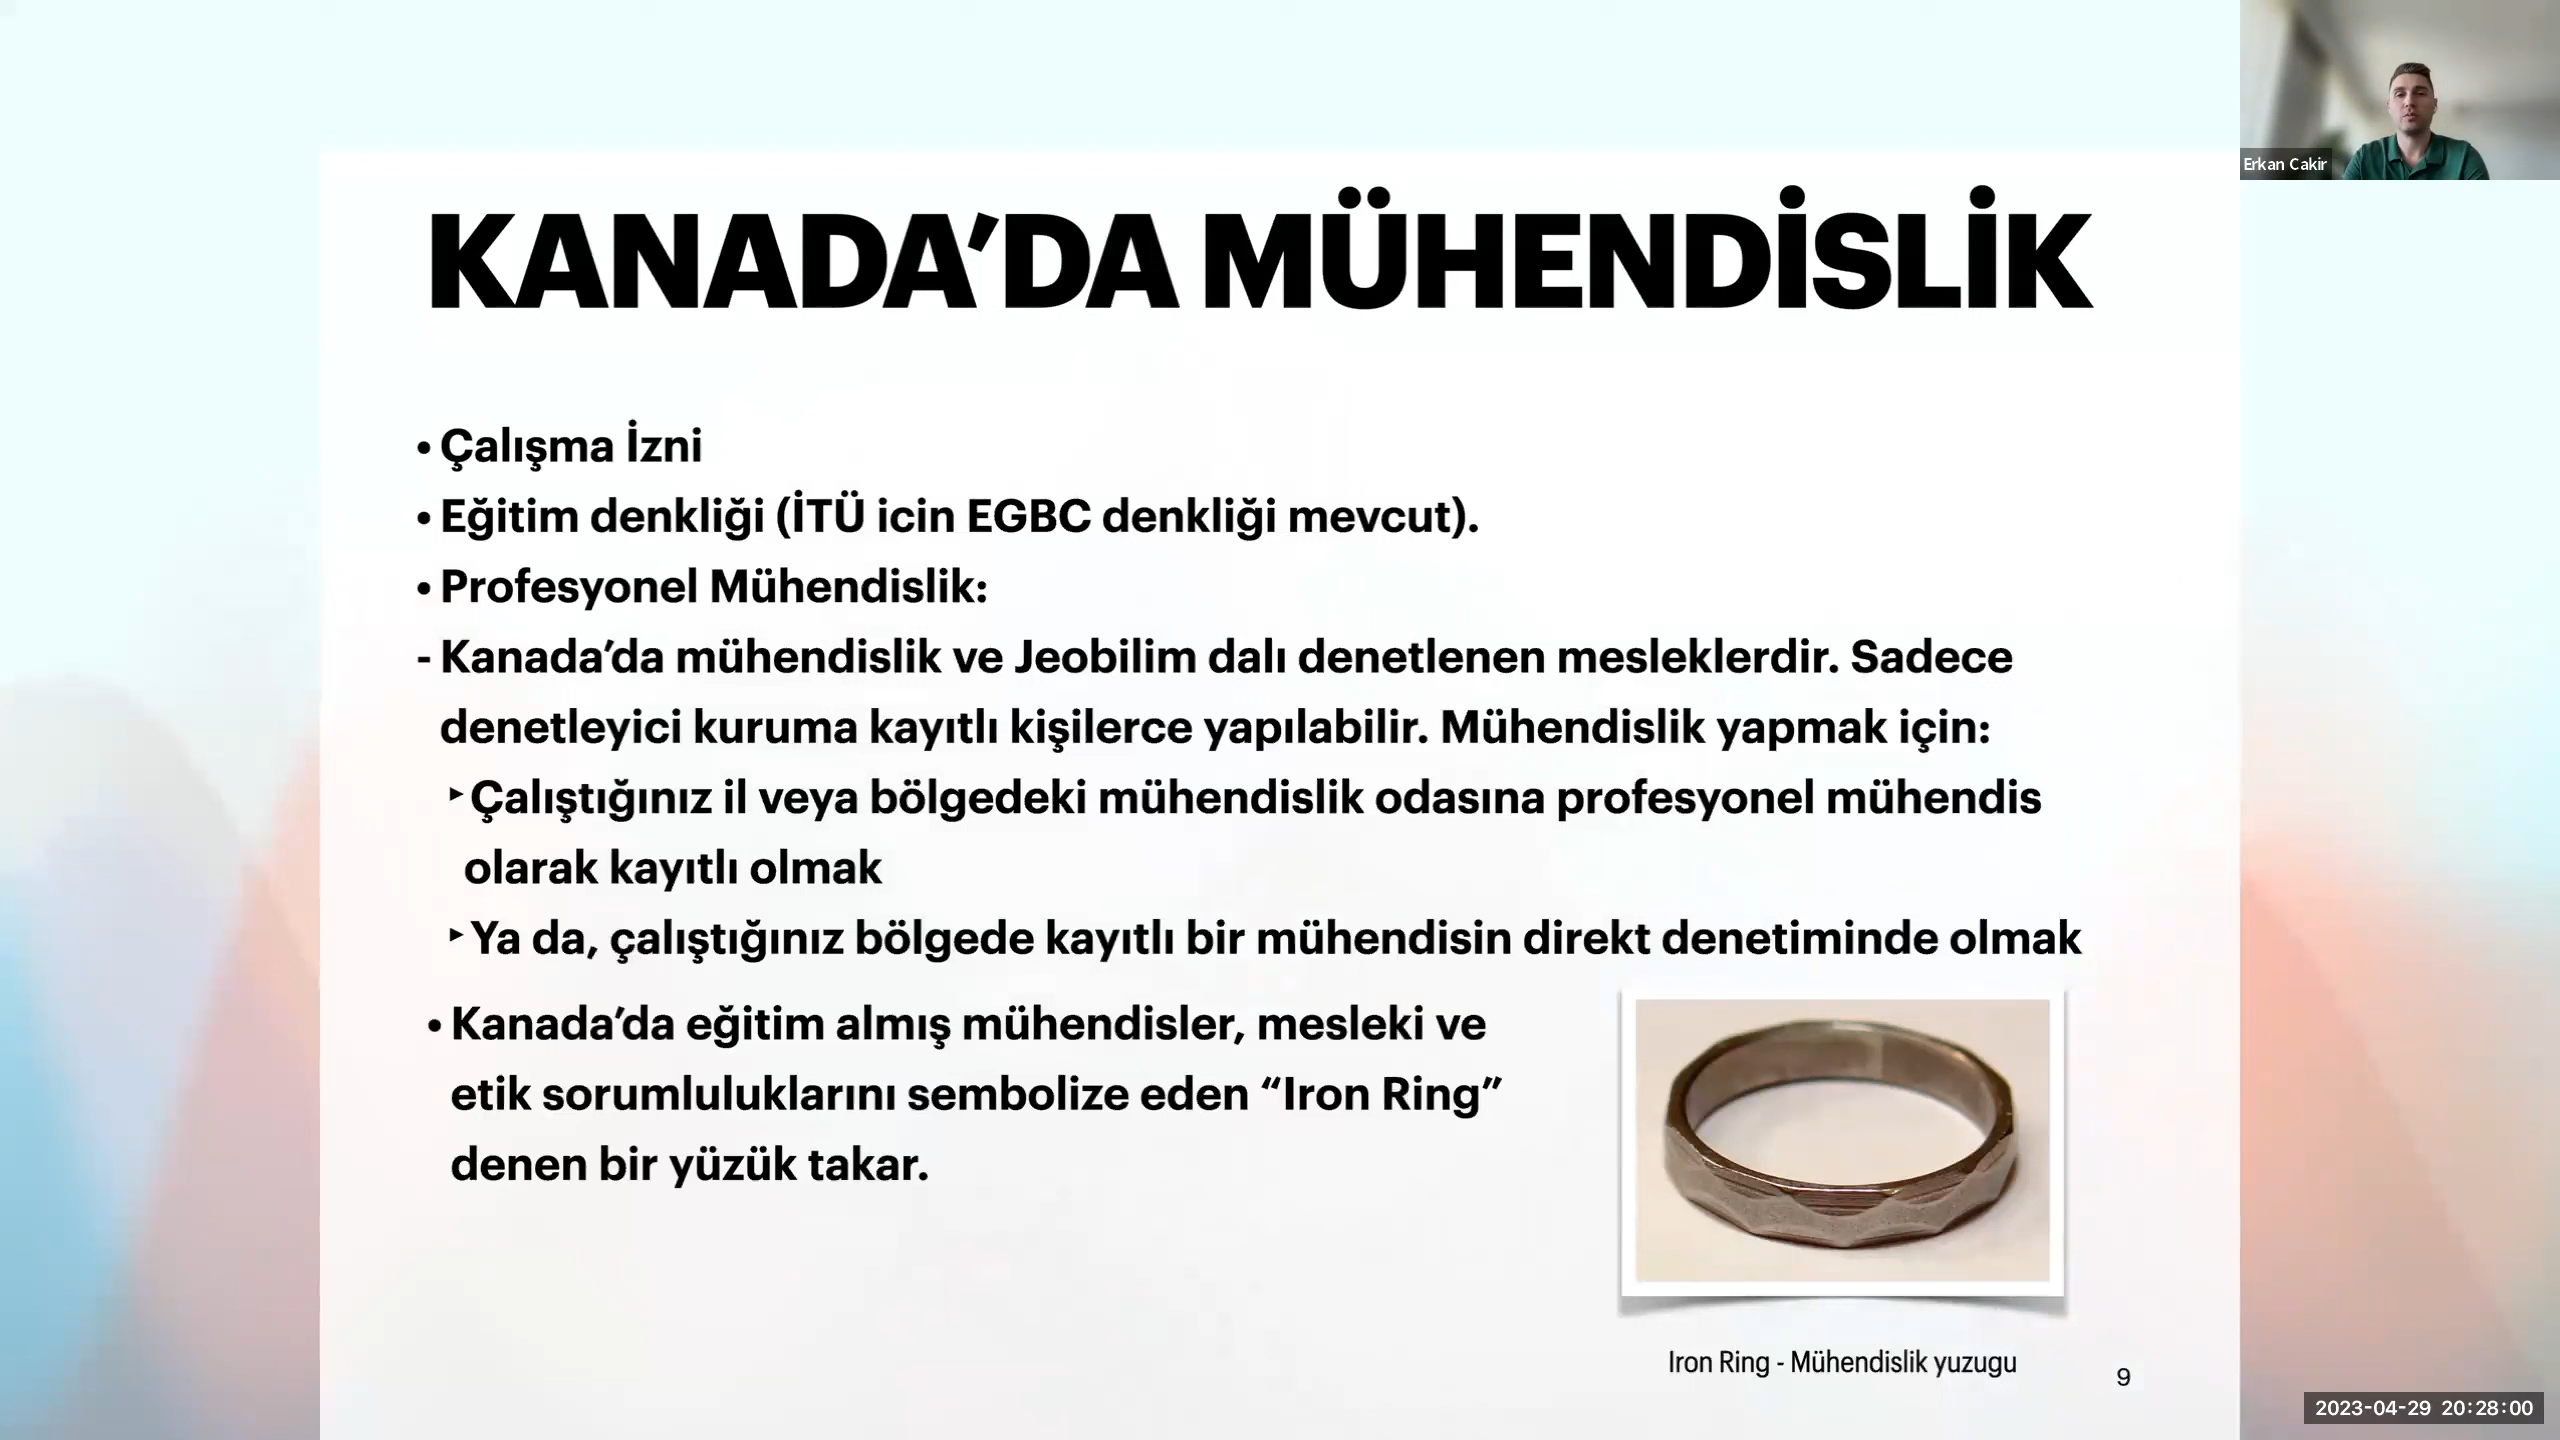 Erkan Cakir
KANADA’DA MÜHENDİSLİK
• Çalışma İzni
• Eğitim denkliği (İTÜ icin EGBC denkliği mevcut).
• Profesyonel Mühendislik:
- Kanada’da mühendislik ve Jeobilim dalı denetlenen mesleklerdir. Sadece
denetleyici kuruma kayıtlı kişilerce yapılabilir. Mühendislik yapmak için:
‣ Çalıştığınız il veya bölgedeki mühendislik odasına profesyonel mühendis
olarak kayıtlı olmak
‣ Ya da, çalıştığınız bölgede kayıtlı bir mühendisin direkt denetiminde olmak
• Kanada’da eğitim almış mühendisler, mesleki ve
etik sorumluluklarını sembolize eden “Iron Ring”
denen bir yüzük takar.
Iron Ring - Mühendislik yuzugu
9
2023-04-29 20:28:00